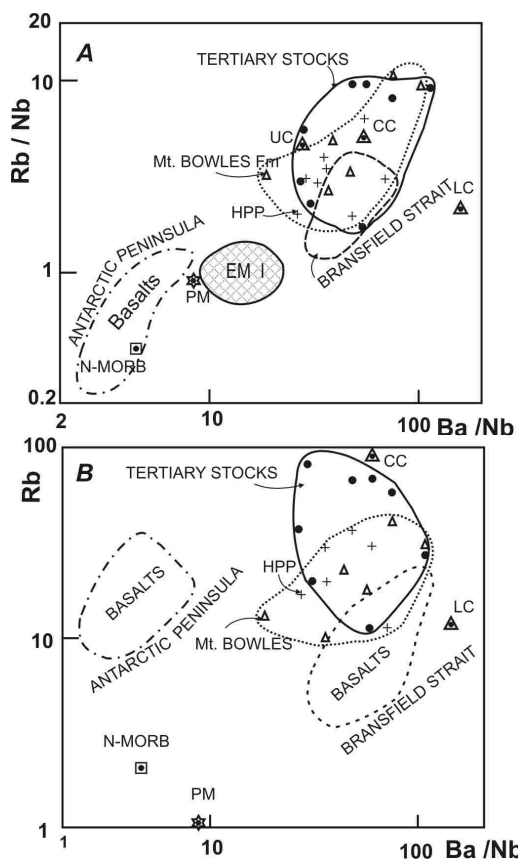 A
20
10
1
0.2
Rb / Nb
TERTIARY STOCKS
UC
CC
Mt. BOWLES Fm
LC
HPP
BRANSFIELD STRAIT
ANTARCTIC PENINSULA
Basalts
EM I
PM
N-MORB
2
10
100
Ba /Nb
B
100
10
1
Rb
TERTIARY STOCKS
CC
BASALTS
HPP
ANTARCTIC PENINSULA
Mt. BOWLES
LC
BASALTS
BRANSFIELD STRAIT
N-MORB
PM
1
10
100
Ba /Nb